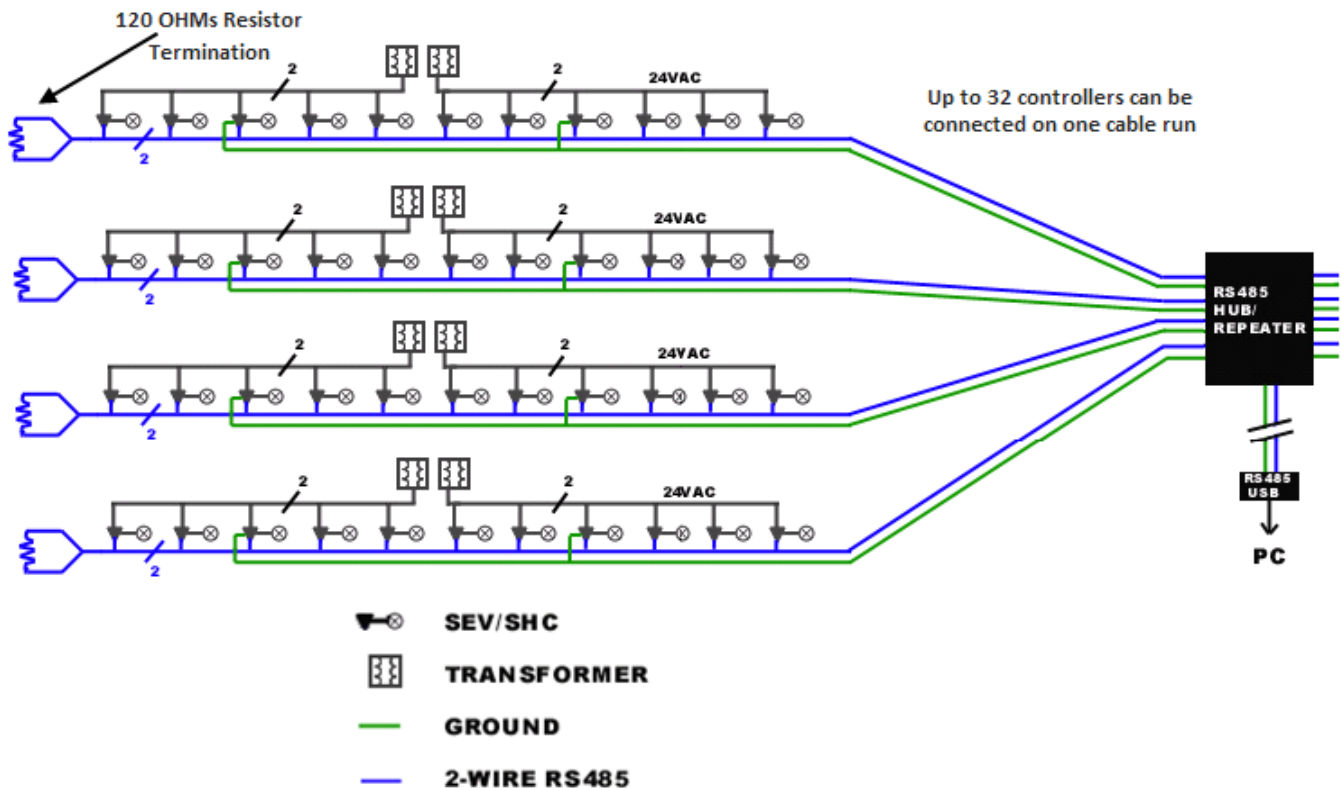 120 OHMs Resistor
Termination
2
2
24VAC
Up to 32 controllers can be
connected on one cable run
2
2
2
24VAC
2
RS485
HUB/
REPEATER
2
2
24VAC
2
2
2
24VAC
2
RS485
USB
PC
SEV/SHC
TRANSFORMER
GROUND
2-WIRE RS485